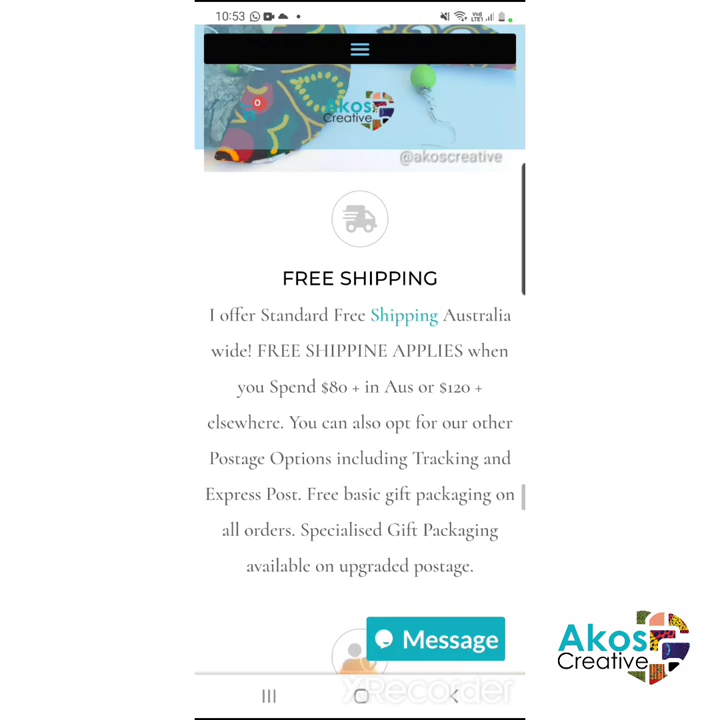 10:53
Vo)
LTE1
0
Akos
Creative
@akoscreative
FREE SHIPPING
I offer Standard Free Shipping Australia
wide! FREE SHIPPINE APPLIES when
you Spend $80 + in Aus or $120 +
elsewhere. You can also opt for our other
Postage Options including Tracking and
Express Post. Free basic gift packaging on
all orders. Specialised Gift Packaging
available on upgraded postage.
Message
XRecorder
Akos
Creative